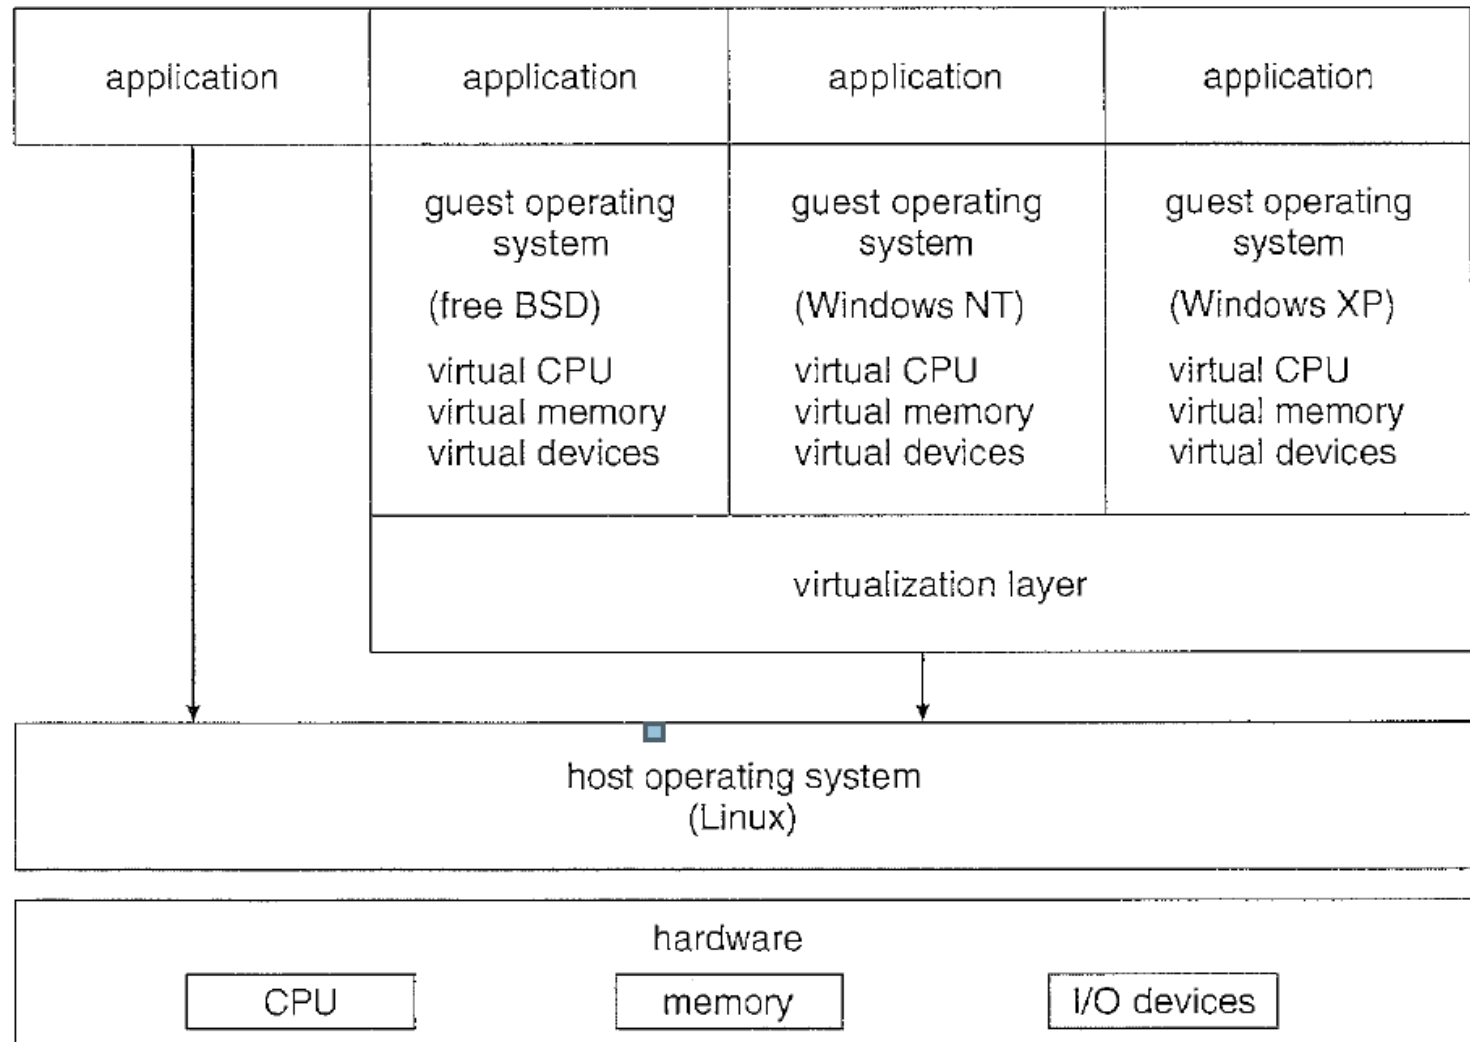 application
application
application
application
guest operating
system
(free BSD)
virtual CPU
virtual memory
virtual devices
guest operating
system
(Windows NT)
virtual CPU
virtual memory
virtual devices
guest operating
system
(Windows XP)
virtual CPU
virtual memory
virtual devices
virtualization layer
host operating system
(Linux)
hardware
CPU
memory
I/O devices